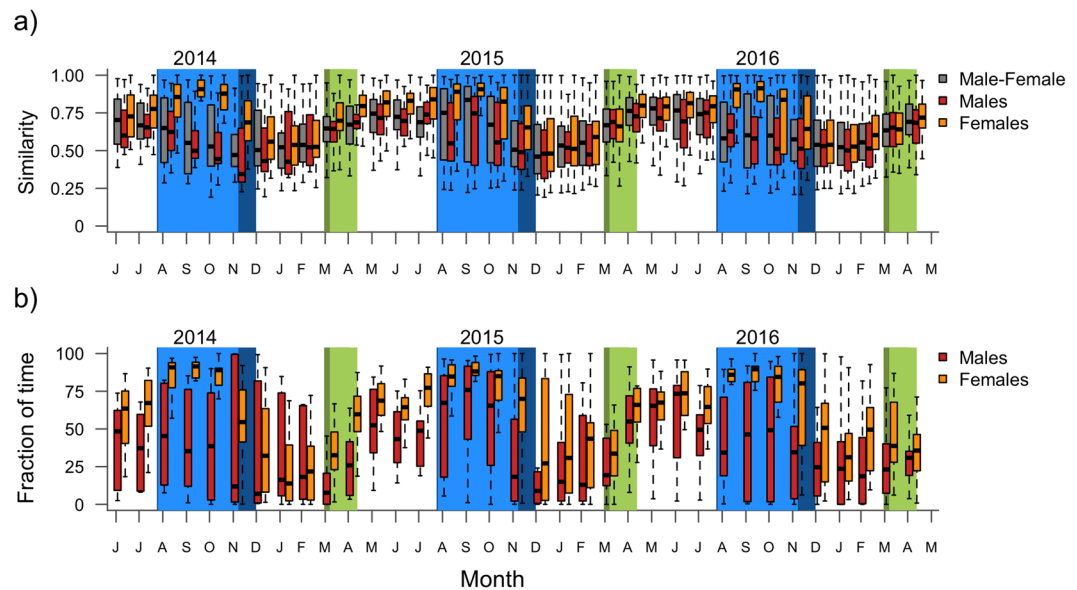 a)
2014 2015 2016
1.00
0.75
0.50
0.25
0
Similarity
Male-Female
Males
Females
J J A S O N D J F M A M J J A S O N D J F M A M J J A S O N D J F M A M
b)
2014 2015 2016
100
75
50
25
0
Fraction of time
Males
Females
J J A S O N D J F M A M J J A S O N D J F M A M J J A S O N D J F M A M
Month